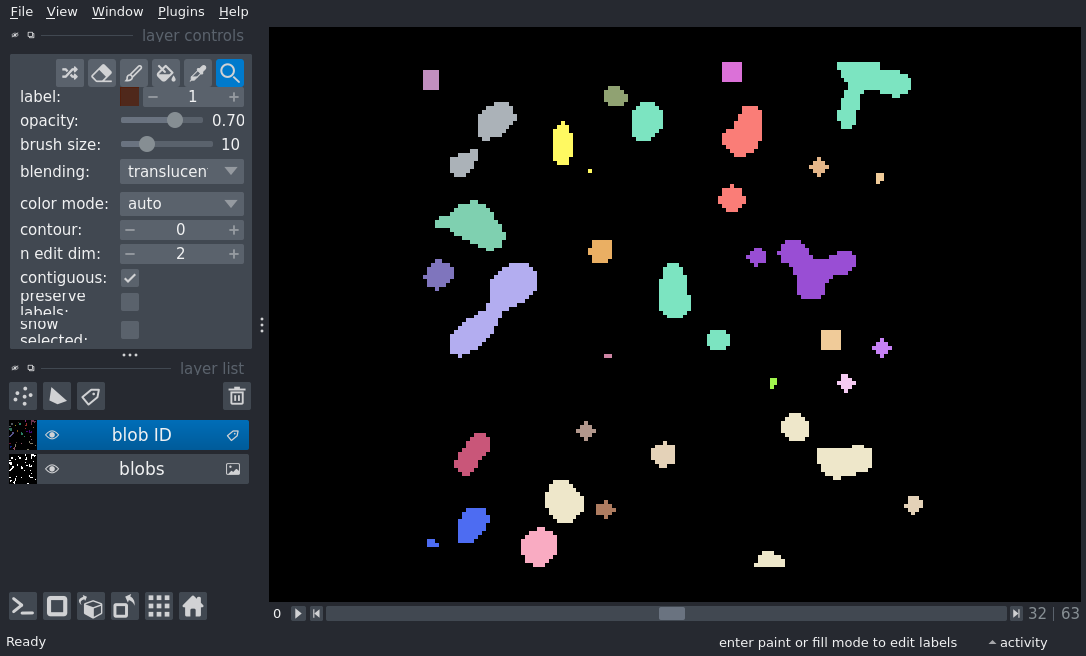 File View Window Plugins Help
layer controls
label: 1
opacity: 0.70
brush size: 10
blending: translucen
color mode: auto
contour: 0
n edit dim: 2
contiguous:
preserve
labels:
show
selected:
layer list
blob ID
blobs
0 32 | 63
Ready enter paint or fill mode to edit labels activity